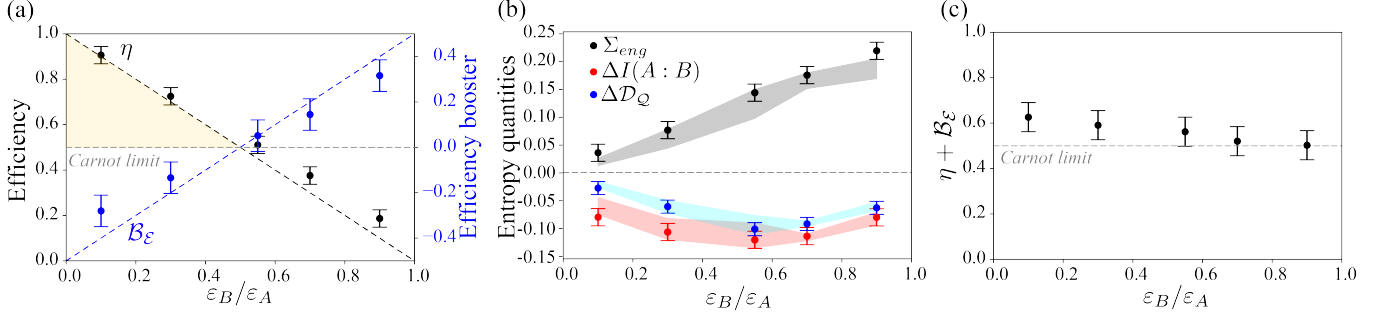 (a)
1.0
0.8
0.6
0.4
0.2
0.0
Efficiency
η
Carnot limit
𝓑_ℰ
0.4
0.2
0.0
−0.2
−0.4
Efficiency booster
0.0 0.2 0.4 0.6 0.8 1.0
ε_B/ε_A
(b)
0.25
0.20
0.15
0.10
0.05
0.00
-0.05
-0.10
-0.15
Entropy quantities
Σ_eng
ΔI(A : B)
Δ𝒟_𝒬
0.0 0.2 0.4 0.6 0.8 1.0
ε_B/ε_A
(c)
1.0
0.8
0.6
0.4
0.2
0.0
η + 𝓑_ℰ
Carnot limit
0.0 0.2 0.4 0.6 0.8 1.0
ε_B/ε_A